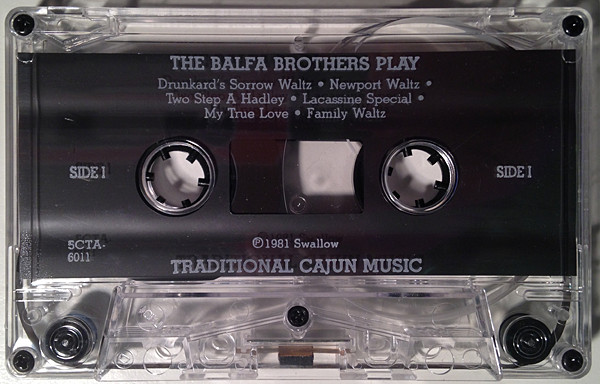 THE BALFA BROTHERS PLAY
Drunkard's Sorrow Waltz • Newport Waltz •
Two Step A Hadley • Lacassine Special •
My True Love • Family Waltz
SIDE I
SIDE I
5CTA-
6011
℗ 1981 Swallow
TRADITIONAL CAJUN MUSIC